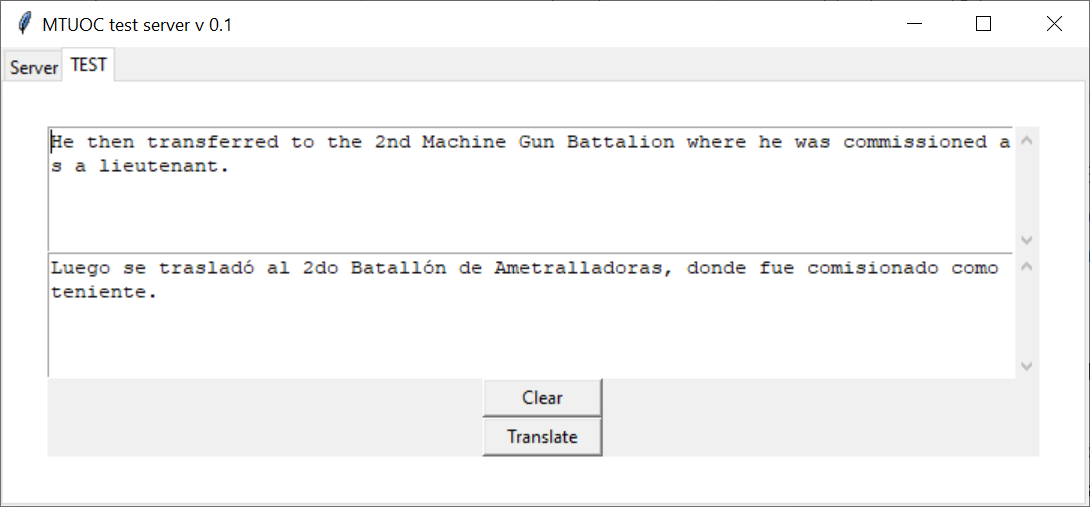 MTUOC test server v 0.1
Server TEST
He then transferred to the 2nd Machine Gun Battalion where he was commissioned a
s a lieutenant.
Luego se trasladó al 2do Batallón de Ametralladoras, donde fue comisionado como
teniente.
Clear
Translate